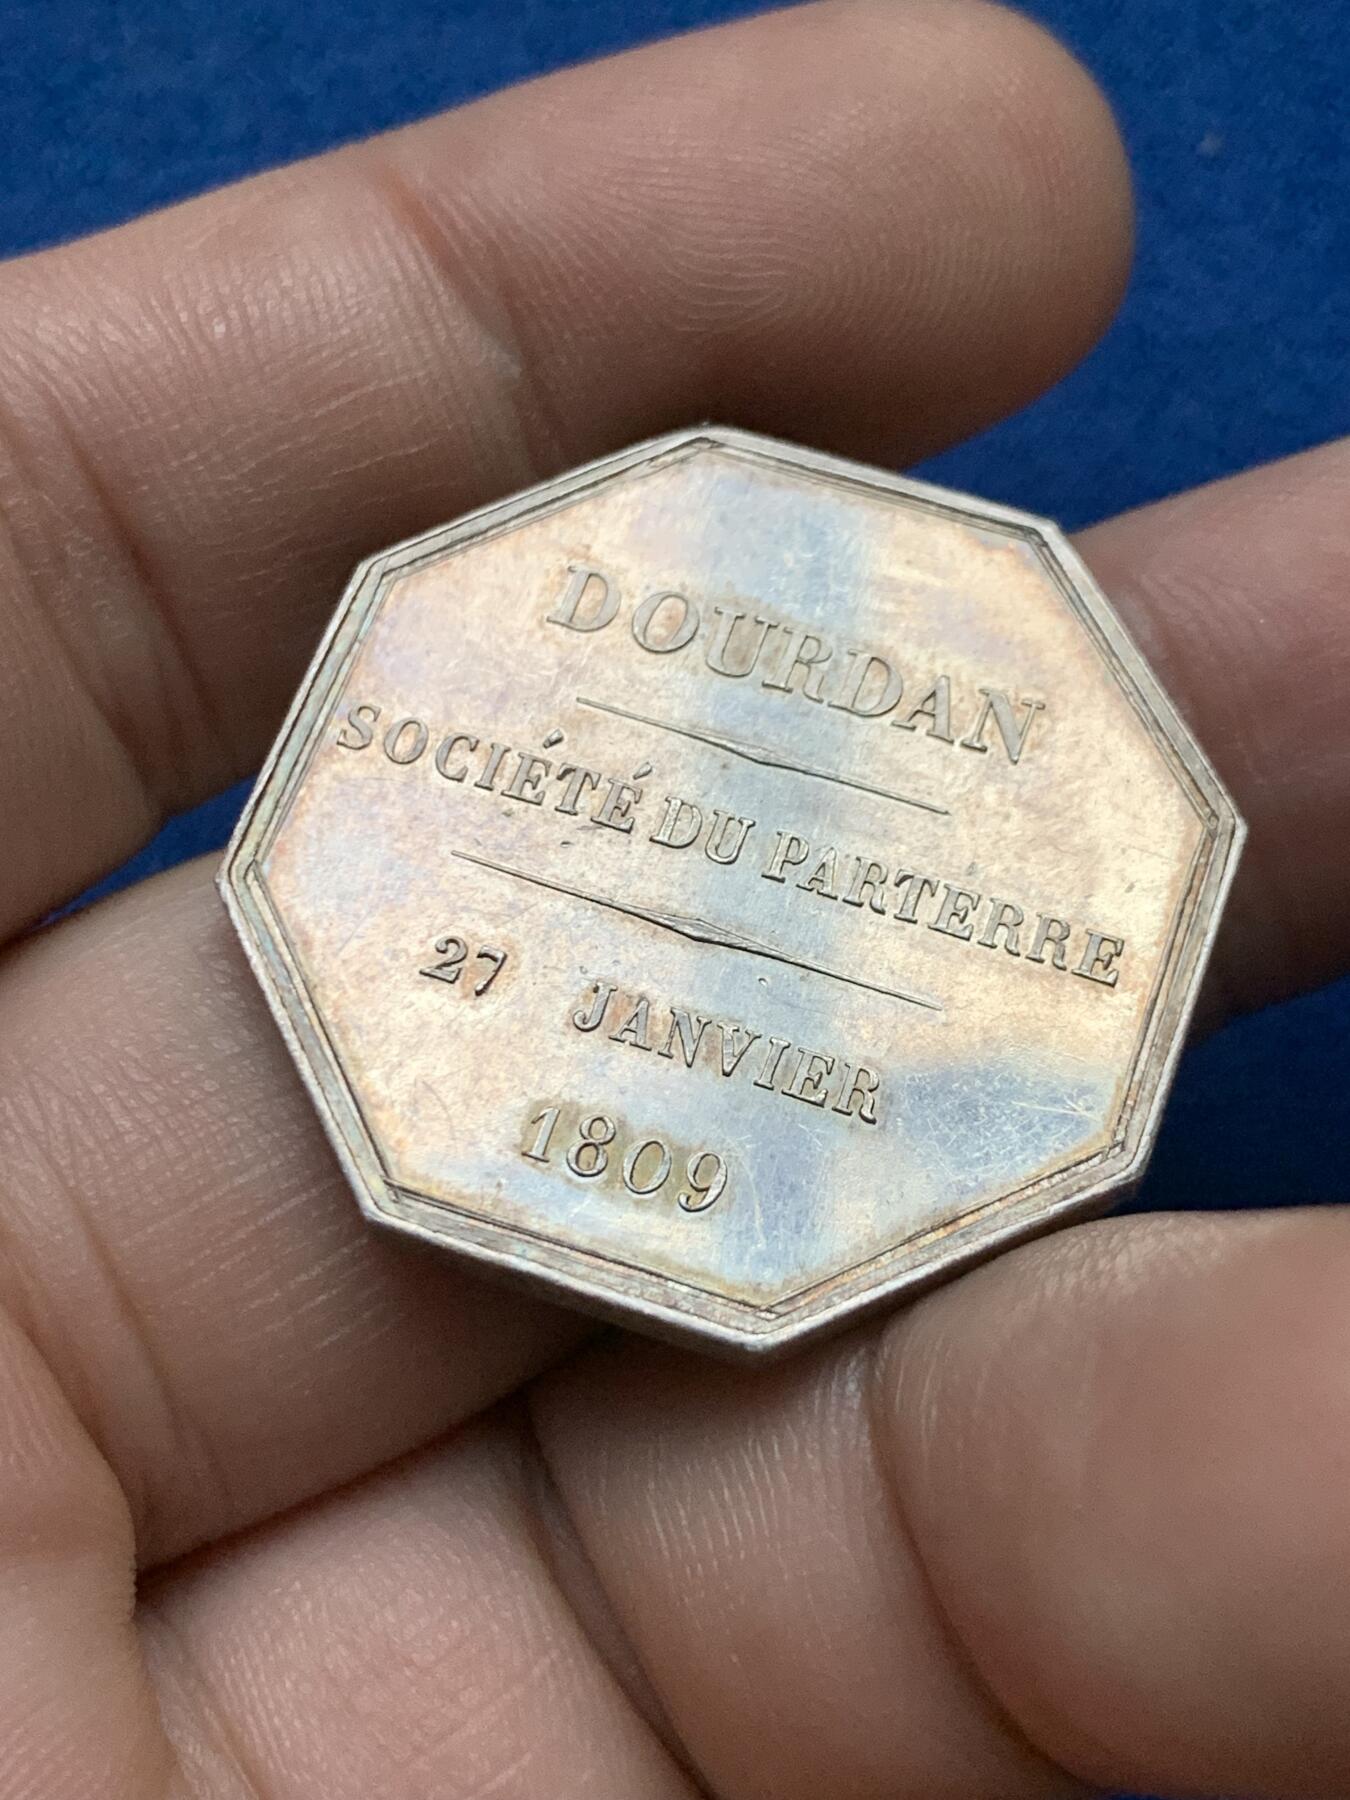 DOURDAN
SOCIÉTÉ DU PARTERRE
27 JANVIER
1809